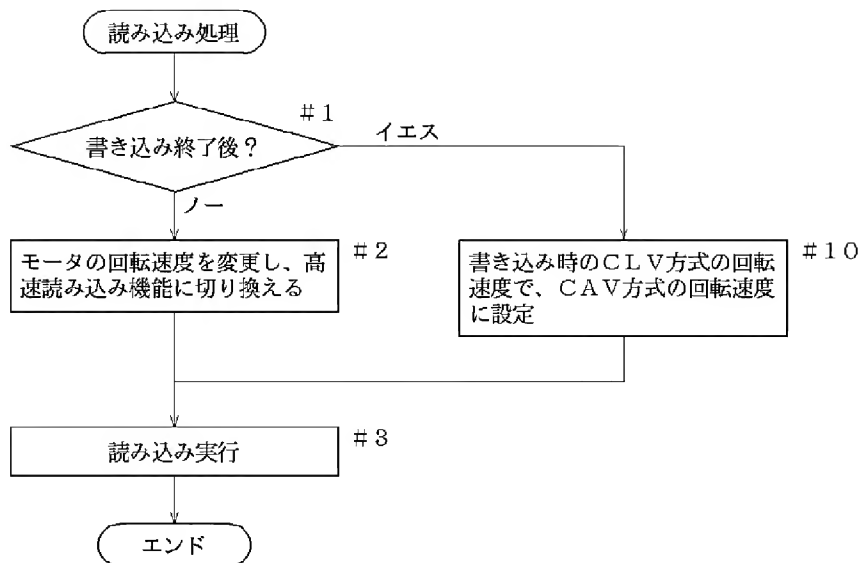 読み込み処理
#1
書き込み終了後?
イエス
ノー
モータの回転速度を変更し、高
速読み込み機能に切り換える
#2
書き込み時のCLV方式の回転
速度で、CAV方式の回転速度
に設定
#10
読み込み実行
#3
エンド